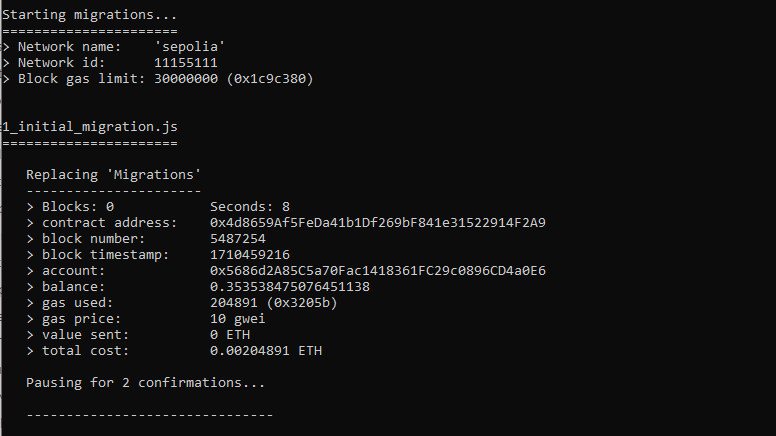 Starting migrations...
======================
> Network name:    'sepolia'
> Network id:      11155111
> Block gas limit: 30000000 (0x1c9c380)
1_initial_migration.js
======================
Replacing 'Migrations'
----------------------
> Blocks: 0            Seconds: 8
> contract address:    0x4d8659Af5FeDa41b1Df269bF841e31522914F2A9
> block number:        5487254
> block timestamp:     1710459216
> account:             0x5686d2A85C5a70Fac1418361FC29c0896CD4a0E6
> balance:             0.353538475076451138
> gas used:            204891 (0x3205b)
> gas price:           10 gwei
> value sent:          0 ETH
> total cost:          0.00204891 ETH
Pausing for 2 confirmations...
-------------------------------